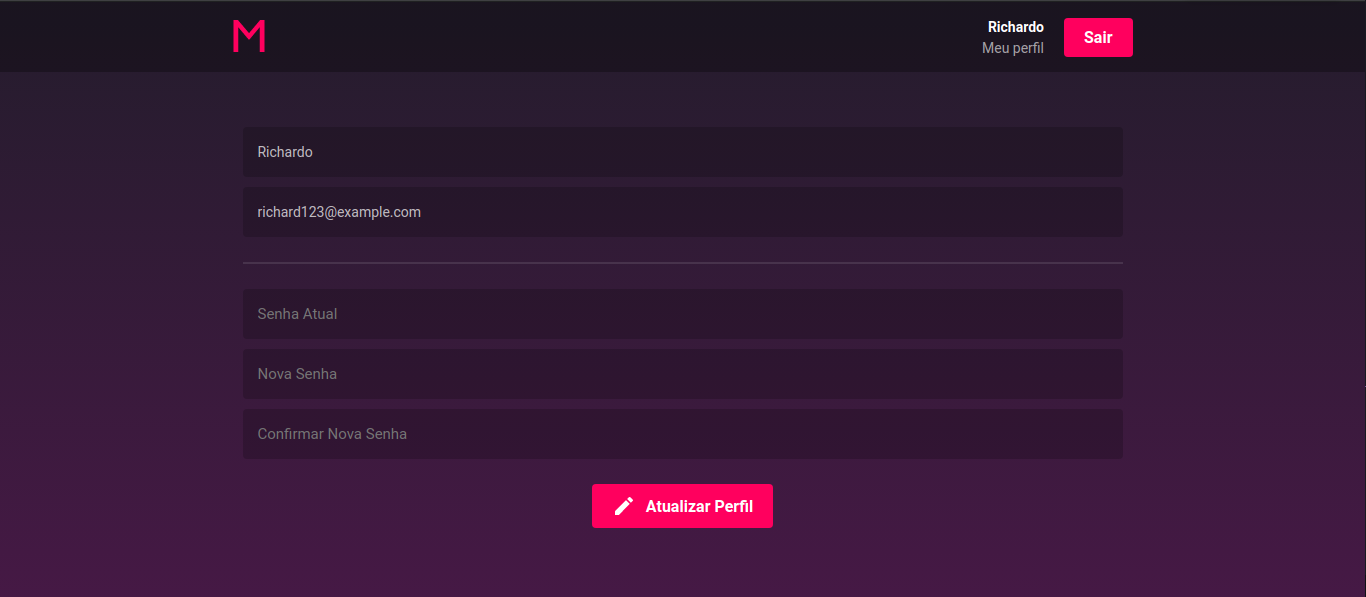 M
Richardo
Meu perfil
Sair
Richardo
richard123@example.com
Senha Atual
Nova Senha
Confirmar Nova Senha
Atualizar Perfil